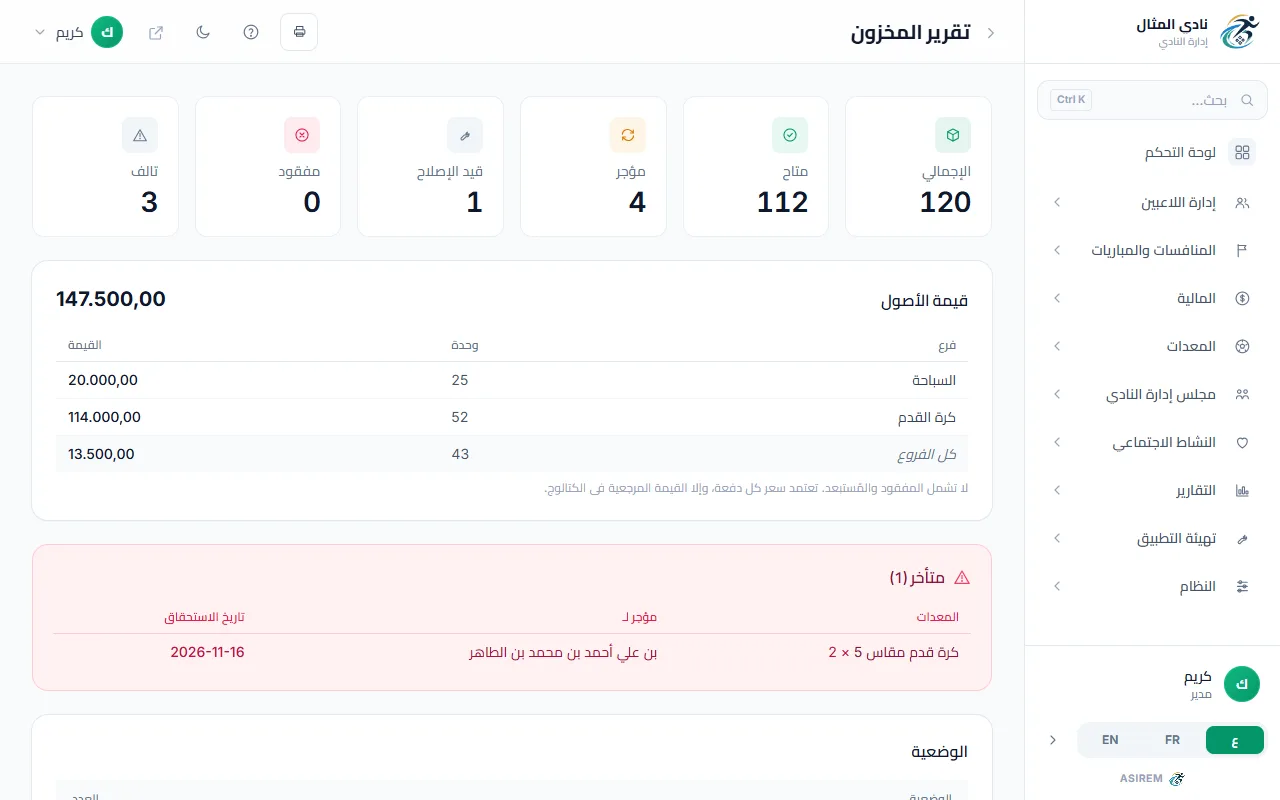 نادي المثال
إدارة النادي
بحث...
Ctrl K
لوحة التحكم
إدارة اللاعبين
المنافسات والمباريات
المالية
المعدات
مجلس إدارة النادي
النشاط الاجتماعي
التقارير
تهيئة التطبيق
النظام
ك
كريم
مدير
ع
FR
EN
ASIREM
تقرير المخزون
ك
كريم
الإجمالي
120
متاح
112
مؤجر
4
قيد الإصلاح
1
مفقود
0
تالف
3
قيمة الأصول
147.500,00
فرع وحدة القيمة
السباحة 25 20.000,00
كرة القدم 52 114.000,00
كل الفروع 43 13.500,00
لا تشمل المفقود والمُستبعد. تعتمد سعر كل دفعة، وإلا القيمة المرجعية في الكتالوج.
متأخر (1)
المعدات مؤجر لـ تاريخ الاستحقاق
كرة قدم مقاس 5 × 2 بن علي أحمد بن محمد بن الطاهر 2026-11-16
الوضعية
الوضعية العدد